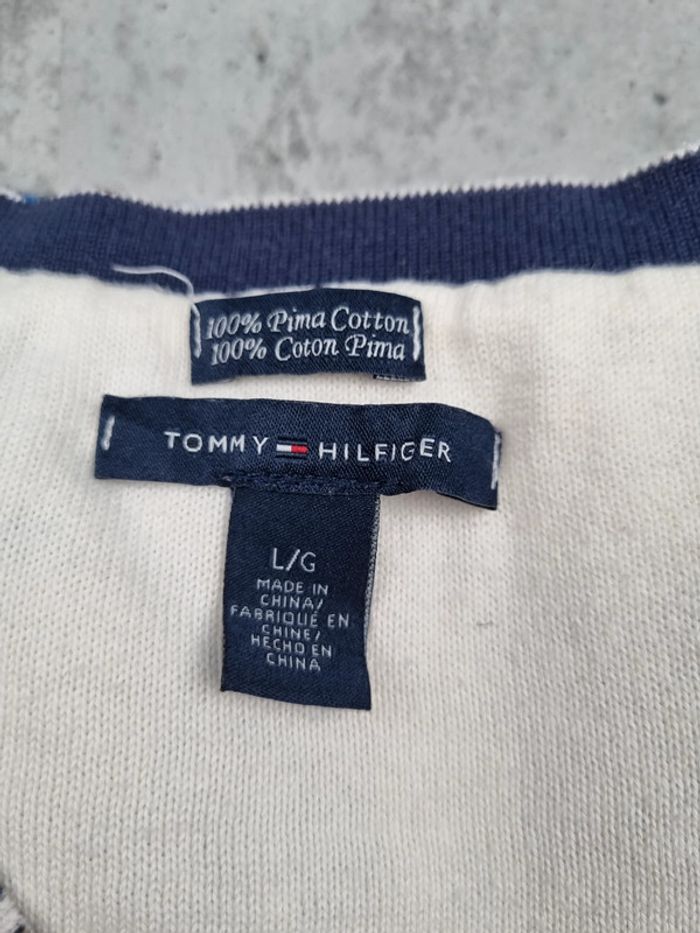 100% Pima Cotton
100% Coton Pima
TOMMY HILFIGER
L/G
MADE IN
CHINA/
FABRIQUÉ EN
CHINE/
HECHO EN
CHINA